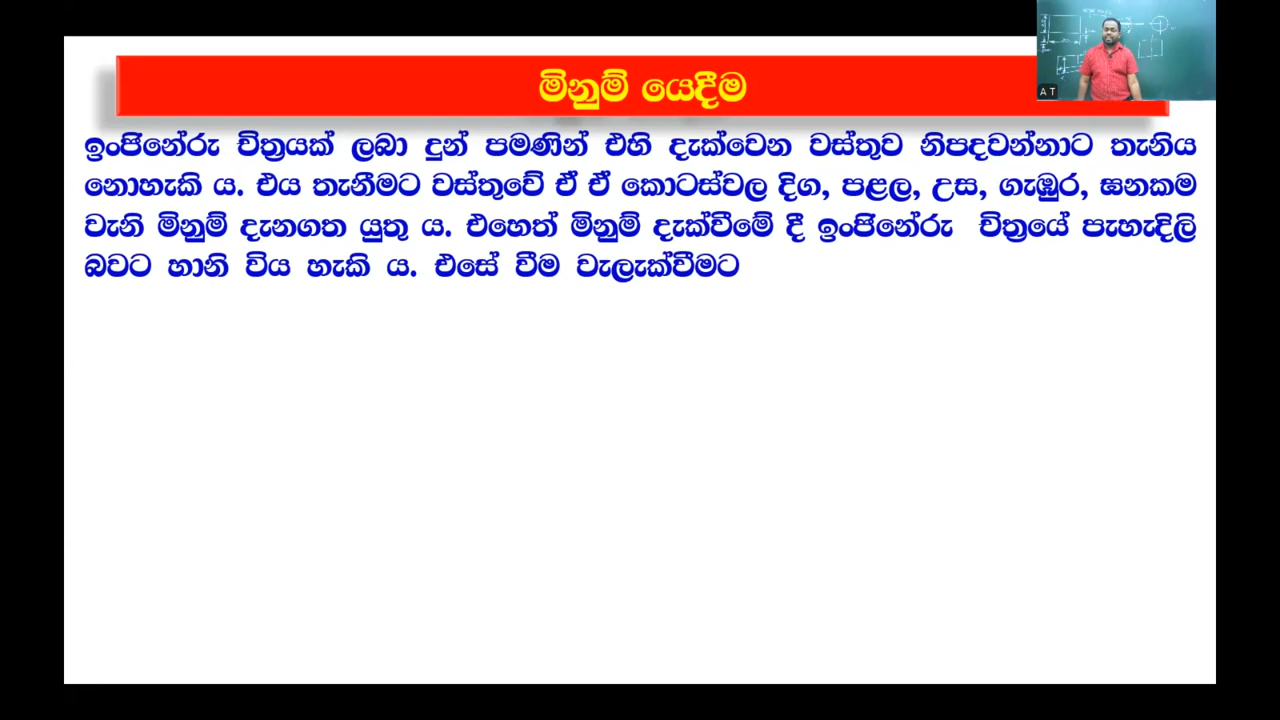 මිනුම් යෙදීම
A T
ඉංජිනේරු චිත්‍රයක් ලබා දුන් පමණින් එහි දැක්වෙන වස්තුව නිපදවන්නාට තැනිය
නොහැකි ය. එය තැනීමට වස්තුවේ ඒ ඒ කොටස්වල දිග, පළල, උස, ගැඹුර, ඝනකම
වැනි මිනුම් දැනගත යුතු ය. එහෙත් මිනුම් දැක්වීමේ දී ඉංජිනේරු චිත්‍රයේ පැහැදිලි
බවට හානි විය හැකි ය. එසේ වීම වැලැක්වීමට